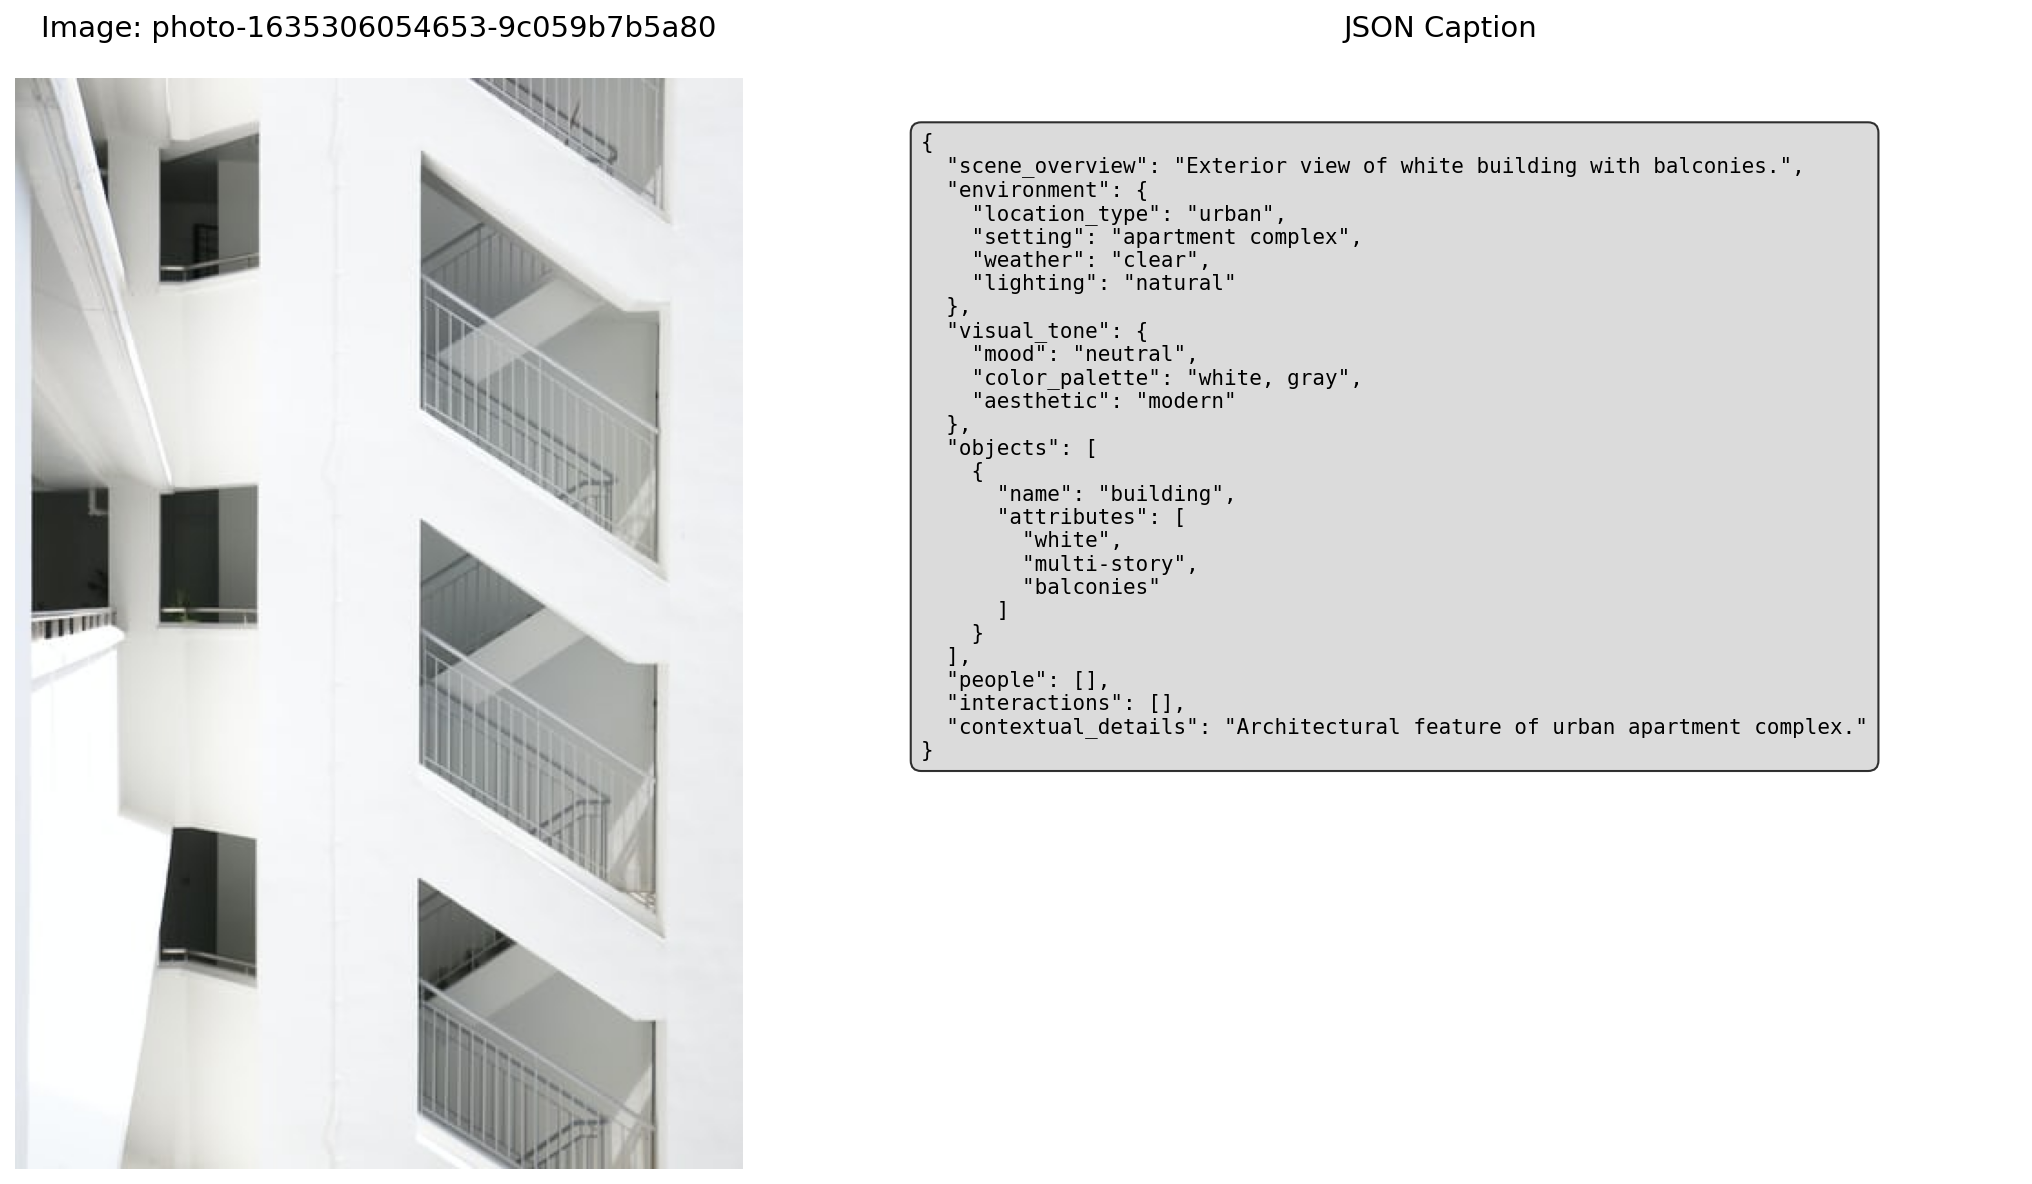 Image: photo-1635306054653-9c059b7b5a80
JSON Caption
{
  "scene_overview": "Exterior view of white building with balconies.",
  "environment": {
    "location_type": "urban",
    "setting": "apartment complex",
    "weather": "clear",
    "lighting": "natural"
  },
  "visual_tone": {
    "mood": "neutral",
    "color_palette": "white, gray",
    "aesthetic": "modern"
  },
  "objects": [
    {
      "name": "building",
      "attributes": [
        "white",
        "multi-story",
        "balconies"
      ]
    }
  ],
  "people": [],
  "interactions": [],
  "contextual_details": "Architectural feature of urban apartment complex."
}